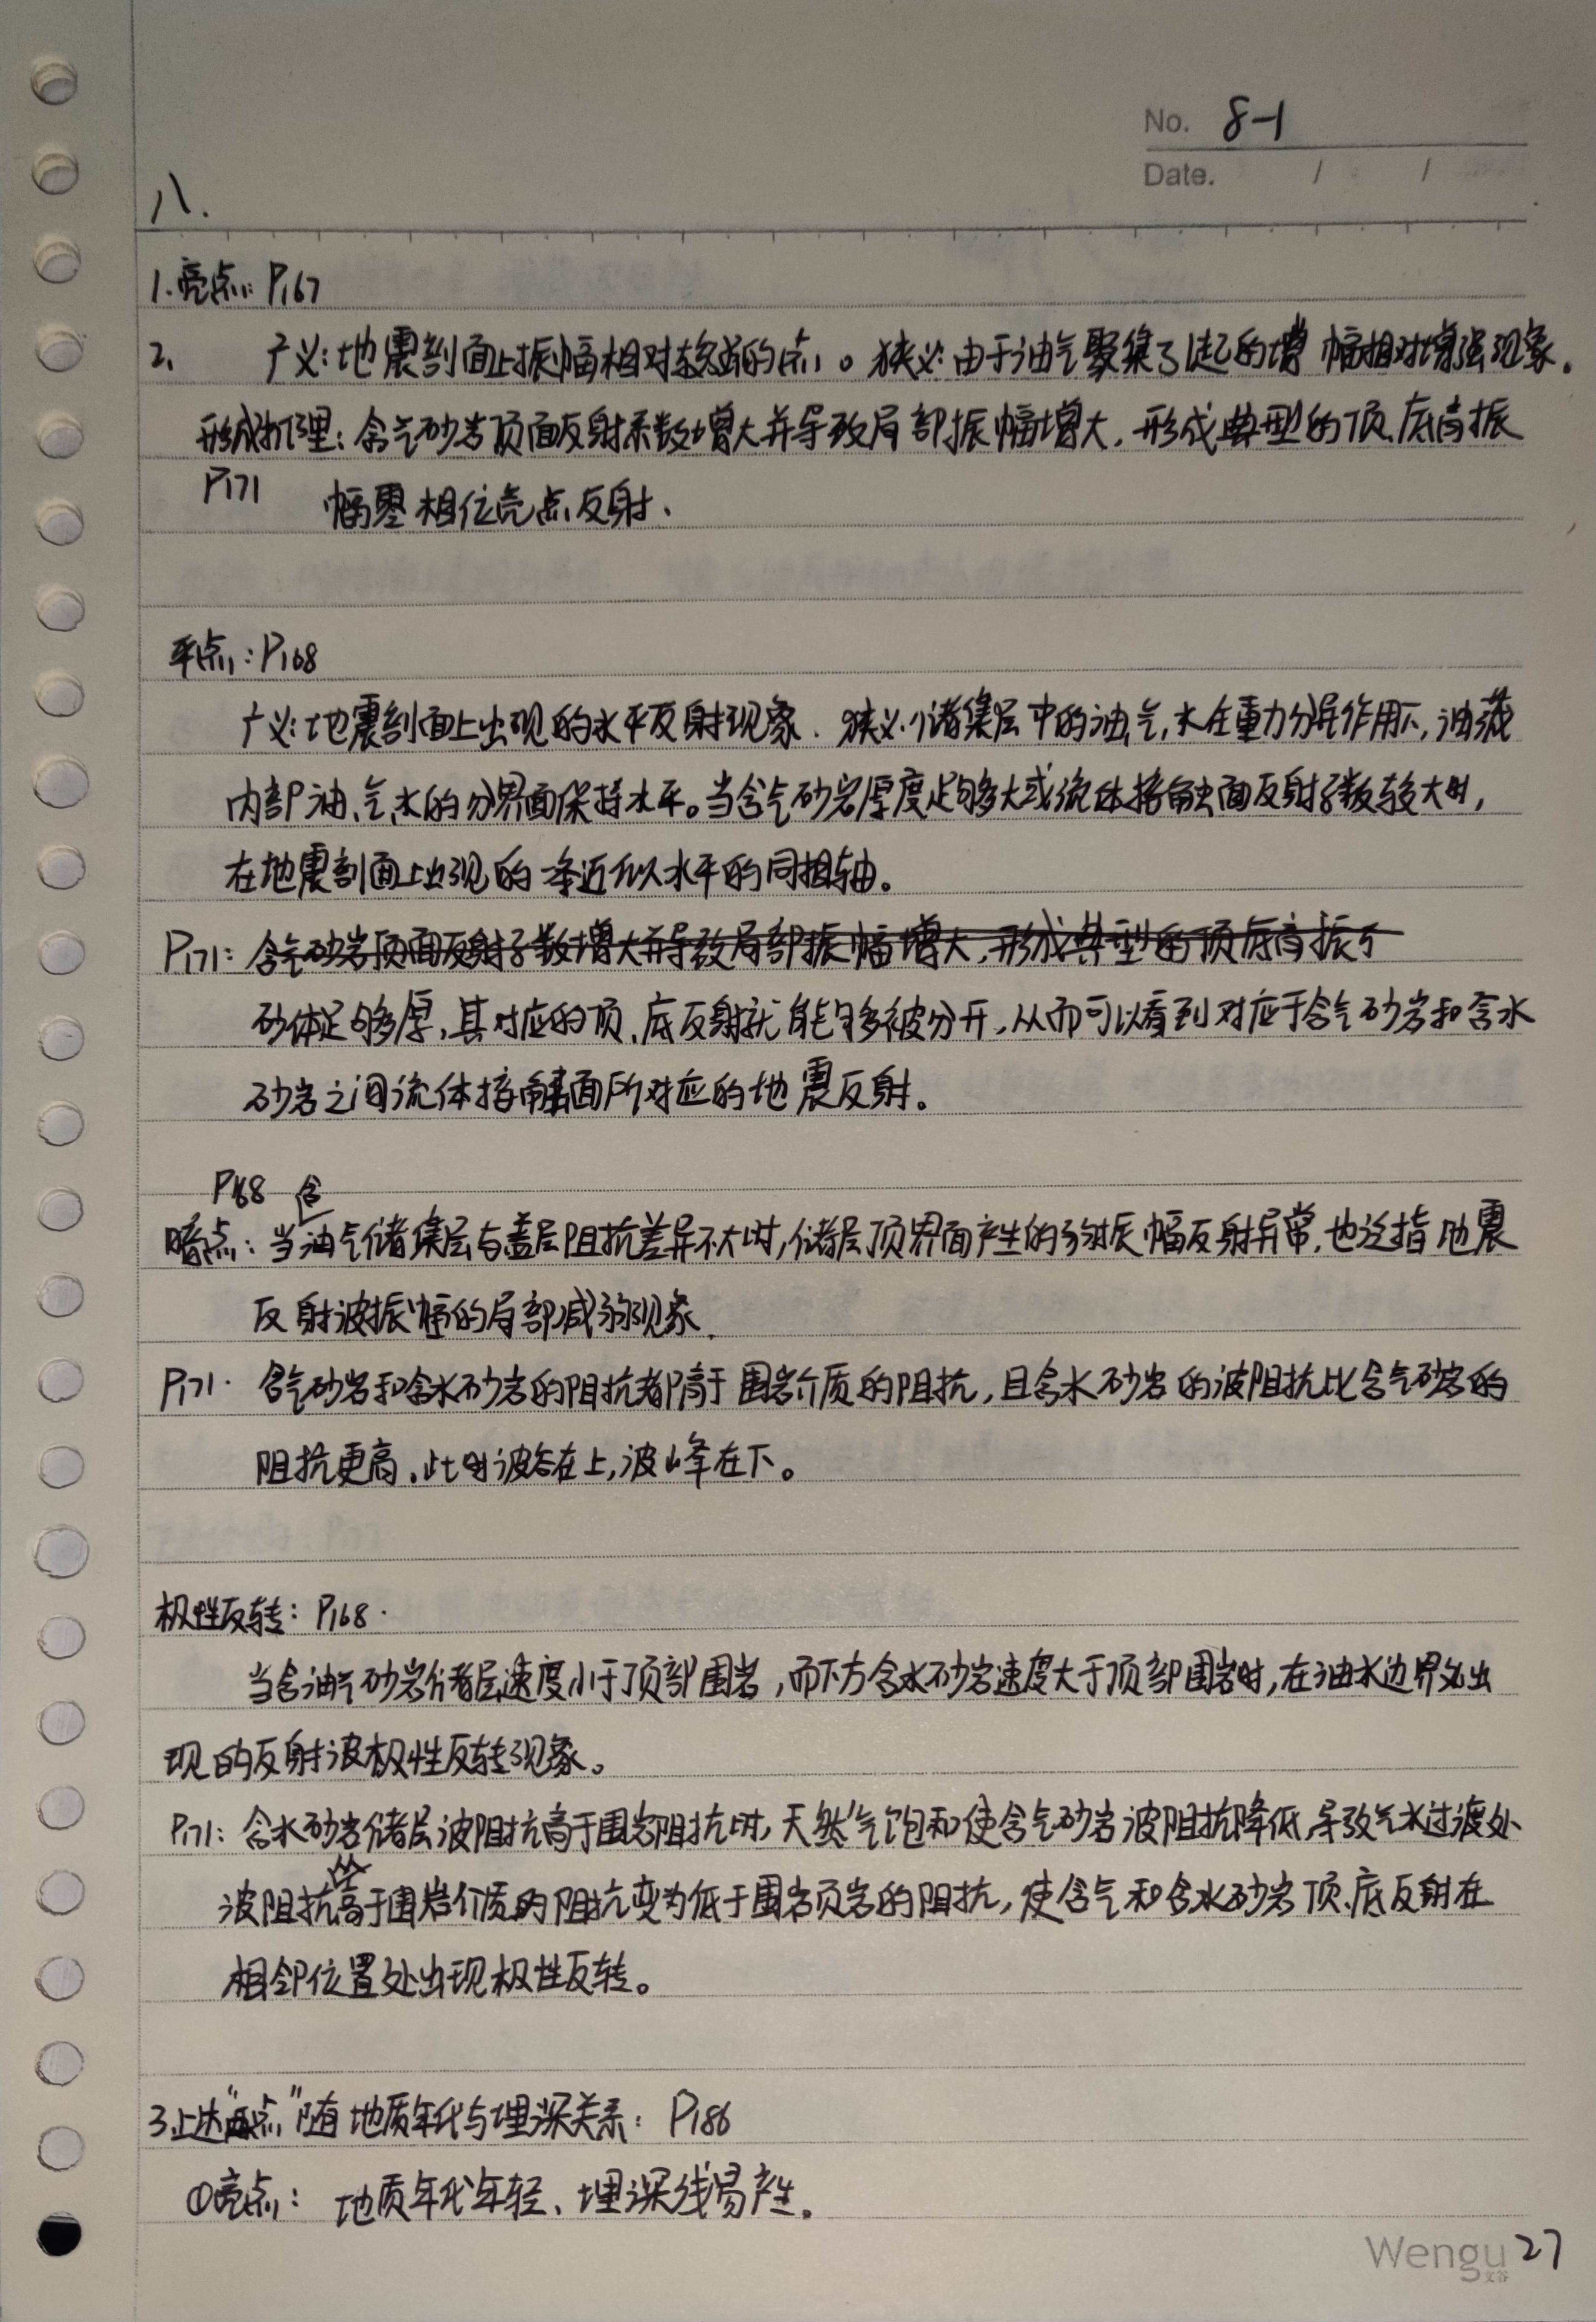 No. 8-1
Date. / /
八.
1.亮点: P167
2. 广义:地震剖面上振幅相对较强的点。狭义:由于油气聚集引起的增 幅相对增强现象.
形成机理:含气砂岩顶面反射系数增大并导致局部振幅增大,形成典型的顶、底高振
P171 幅零相位亮点反射.
平点:P168
广义:地震剖面上出现的水平反射现象. 狭义:储集层中的油,气,水在重力分异作用下,油藏
内部油、气、水的分界面保持水平。当含气砂岩厚度足够大或流体接触面反射系数较大时,
在地震剖面上出现的一条近似水平的同相轴。
P171: 含气砂岩顶面反射系数增大并导致局部振幅增大,形成典型的顶底高振
砂体足够厚,其对应的顶、底反射就能够被分开,从而可以看到对应于含气砂岩和含水
砂岩之间流体接触面所对应的地震反射。
P168 含
暗点:当油气储集层与盖层阻抗差异不大时,储层顶界面产生的弱振幅反射异常.也泛指地震
反射波振幅的局部减弱现象.
P171. 含气砂岩和含水砂岩的阻抗都高于围岩介质的阻抗,且含水砂岩的波阻抗比含气砂岩的
阻抗更高.此时波谷在上,波峰在下。
极性反转: P168.
当含油气砂岩储层速度小于顶部围岩,而下方含水砂岩速度大于顶部围岩时,在油水边界处出
现的反射波极性反转现象。
P171: 含水砂岩储层波阻抗高于围岩阻抗时,天然气饱和使含气砂岩波阻抗降低,导致气水过渡处
从
波阻抗高于围岩介质的阻抗变为低于围岩页岩的阻抗,使含气和含水砂岩顶、底反射在
相邻位置处出现极性反转。
3.上述“点”随地质年代与埋深关系: P186
①亮点: 地质年代年轻、埋深浅易产生。
Wengu 27
文谷